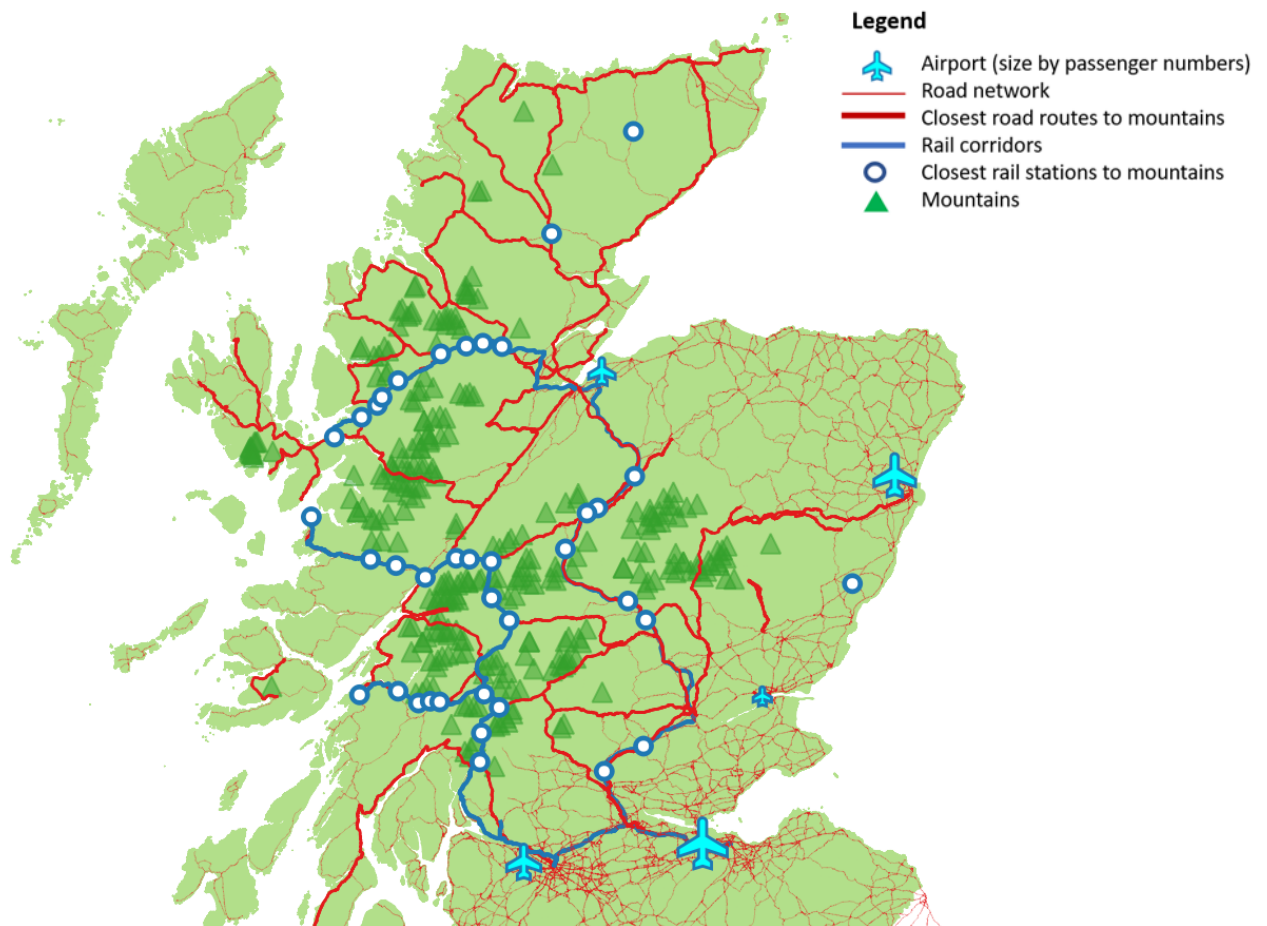 Legend
Airport (size by passenger numbers)
Road network
Closest road routes to mountains
Rail corridors
Closest rail stations to mountains
Mountains